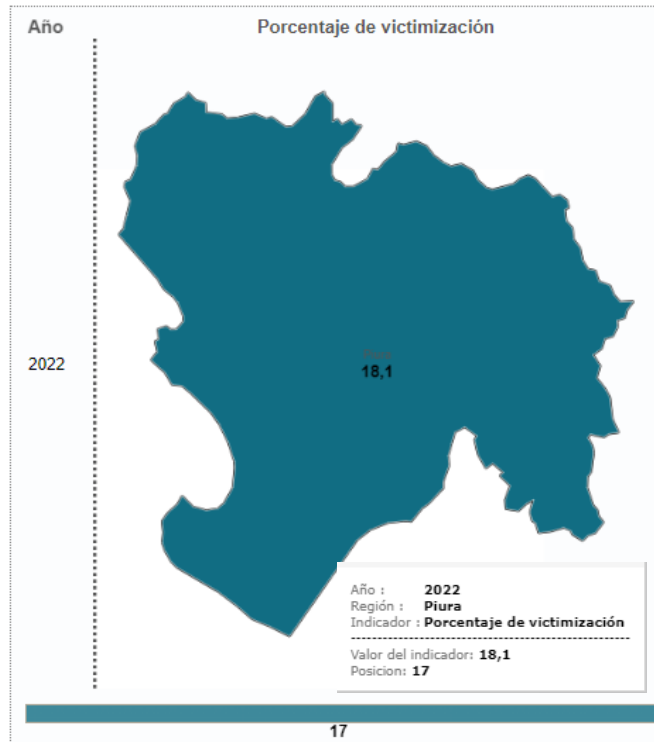 Año
Porcentaje de victimización
2022
Piura
18,1
Año : 2022
Región : Piura
Indicador : Porcentaje de victimización
Valor del indicador: 18,1
Posicion: 17
17